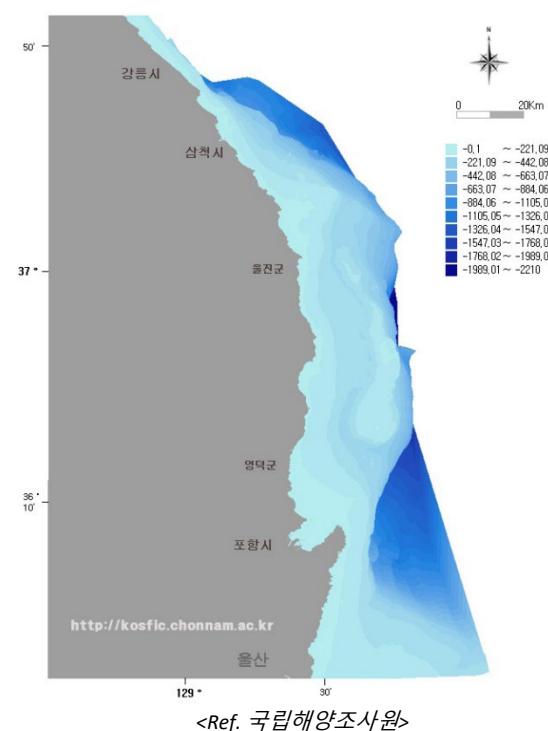 N
50'
강릉시
0 20Km
삼척시
-0.1 ~ -221.09
-221.09 ~ -442.08
-442.08 ~ -663.07
-663.07 ~ -884.06
-884.06 ~ -1105.0
-1105.05 ~ -1326.0
-1326.04 ~ -1547.0
-1547.03 ~ -1768.0
-1768.02 ~ -1989.0
-1989.01 ~ -2210
37°
울진군
영덕군
36°
10'
포항시
http://kosfic.chonnam.ac.kr
울산
129° 30'
<Ref. 국립해양조사원>